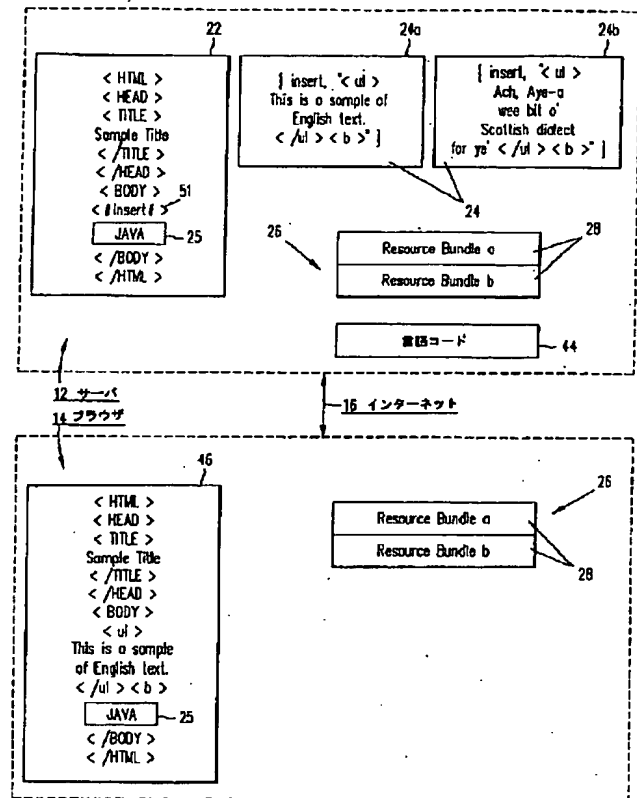 22
< HTML >
< HEAD >
< TITLE >
Sample Title
< /TITLE >
< /HEAD >
< BODY >
< #Insert# >
51
JAVA
25
< /BODY >
< /HTML >
24a
{ insert, "< ul >
This is a sample of
English text.
< /ul > < b >" }
24b
{ insert, "< ul >
Ach, Aye-a
wee bit o'
Scottish dialect
for ye' < /ul > < b >" }
24
26
Resource Bundle a
Resource Bundle b
28
言語コード
44
12 サーバ
14 ブラウザ
16 インターネット
46
< HTML >
< HEAD >
< TITLE >
Sample Title
< /TITLE >
< /HEAD >
< BODY >
< ul >
This is a sample
of English text.
< /ul > < b >
JAVA
25
< /BODY >
< /HTML >
Resource Bundle a
Resource Bundle b
26
28